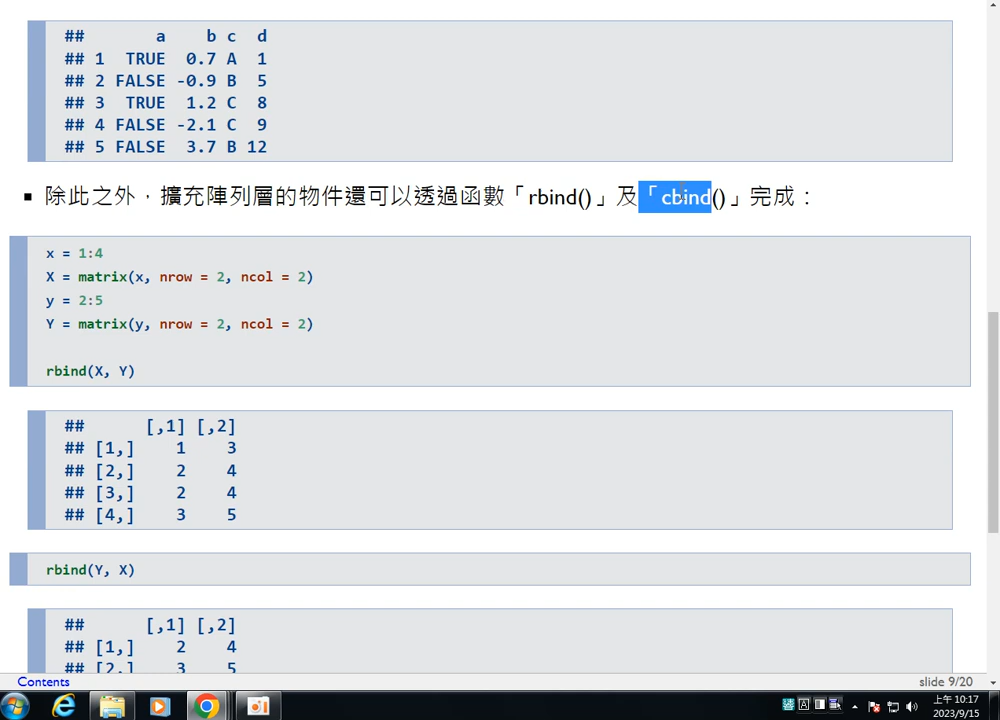 ##        a    b c  d
## 1  TRUE  0.7 A  1
## 2 FALSE -0.9 B  5
## 3  TRUE  1.2 C  8
## 4 FALSE -2.1 C  9
## 5 FALSE  3.7 B 12
▪ 除此之外，擴充陣列層的物件還可以透過函數「rbind()」及「cbind()」完成：
x = 1:4
X = matrix(x, nrow = 2, ncol = 2)
y = 2:5
Y = matrix(y, nrow = 2, ncol = 2)
rbind(X, Y)
##      [,1] [,2]
## [1,]    1    3
## [2,]    2    4
## [3,]    2    4
## [4,]    3    5
rbind(Y, X)
##      [,1] [,2]
## [1,]    2    4
## [2,]    3    5
Contents
slide 9/20
上午 10:17
2023/9/15